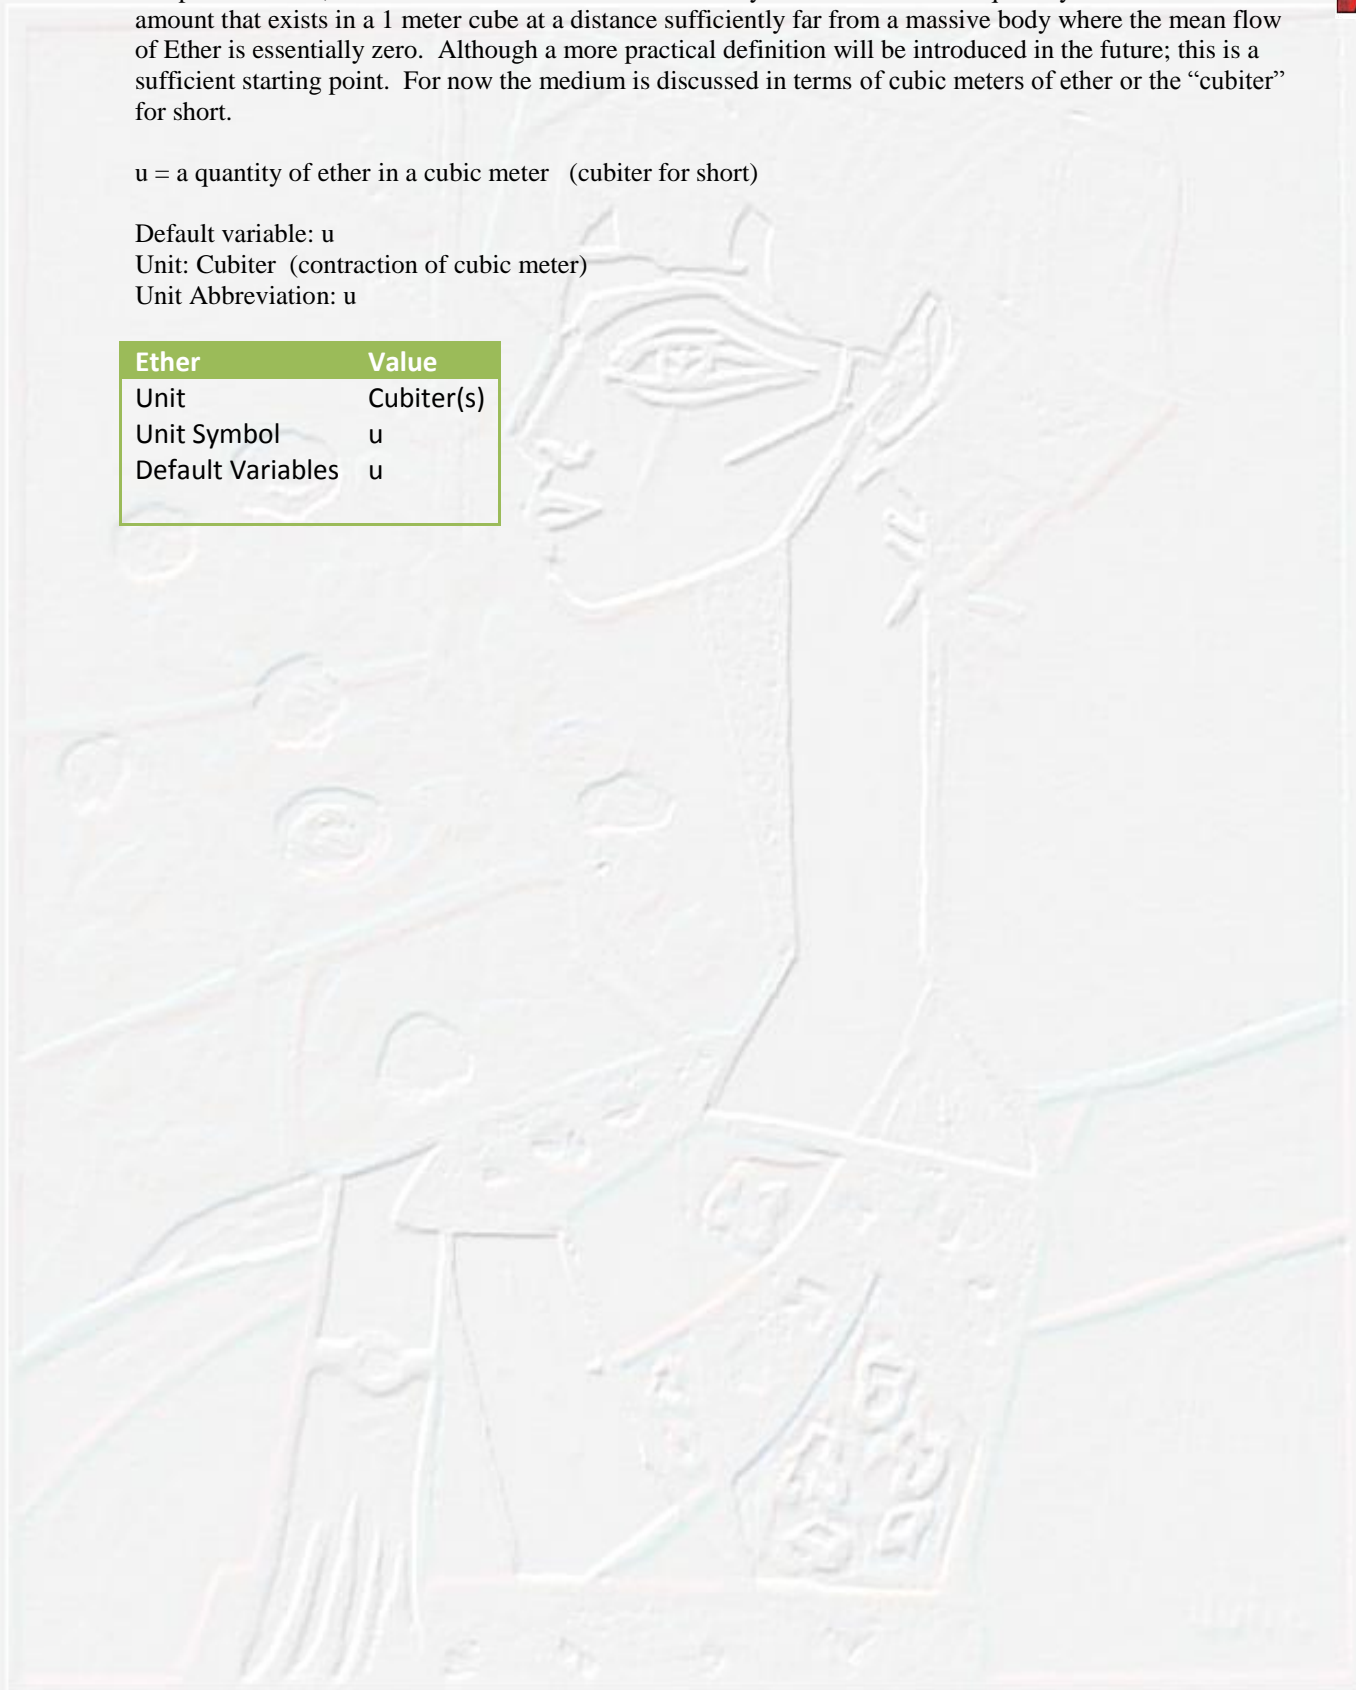 amount that exists in a 1 meter cube at a distance sufficiently far from a massive body where the mean flow
of Ether is essentially zero.  Although a more practical definition will be introduced in the future; this is a
sufficient starting point.  For now the medium is discussed in terms of cubic meters of ether or the “cubiter”
for short.
u = a quantity of ether in a cubic meter   (cubiter for short)
Default variable: u
Unit: Cubiter  (contraction of cubic meter)
Unit Abbreviation: u
Ether Value
Unit Cubiter(s)
Unit Symbol u
Default Variables u